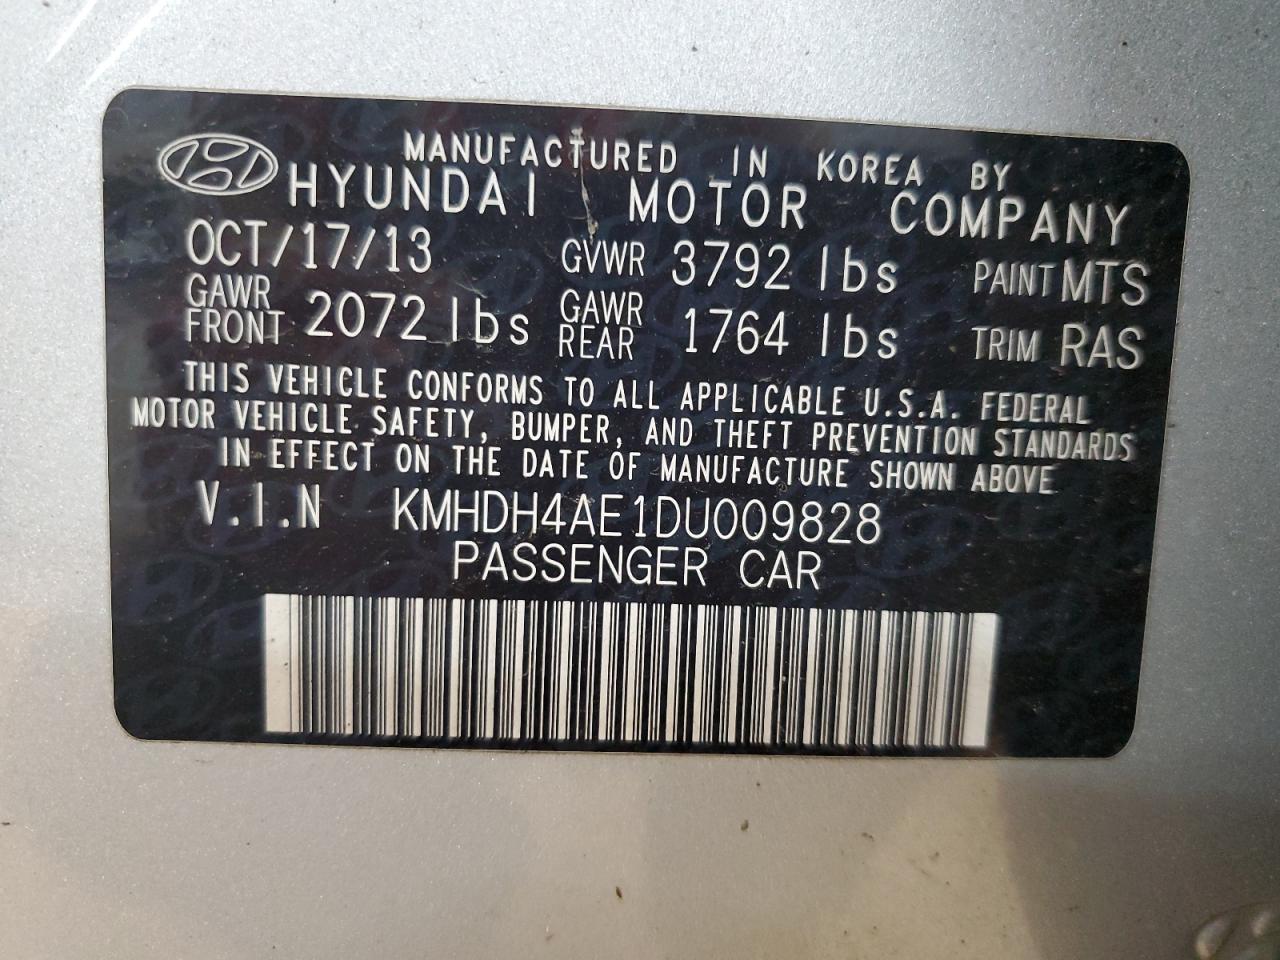 MANUFACTURED IN KOREA BY
HYUNDAI MOTOR COMPANY
OCT/17/13 GVWR 3792 lbs PAINT MTS
GAWR FRONT 2072 lbs GAWR REAR 1764 lbs TRIM RAS
THIS VEHICLE CONFORMS TO ALL APPLICABLE U.S.A. FEDERAL
MOTOR VEHICLE SAFETY, BUMPER, AND THEFT PREVENTION STANDARDS
IN EFFECT ON THE DATE OF MANUFACTURE SHOWN ABOVE
V.I.N KMHDH4AE1DU009828
PASSENGER CAR